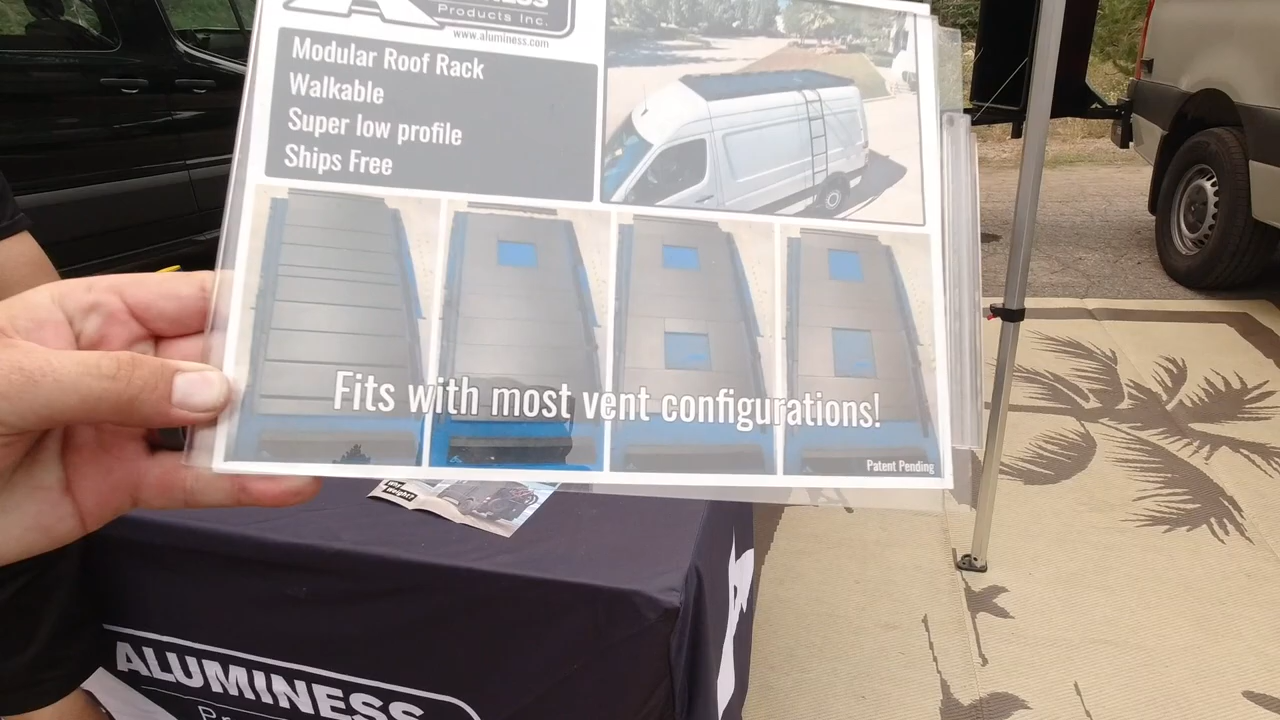 Products Inc.
www.aluminess.com
Modular Roof Rack
Walkable
Super low profile
Ships Free
Fits with most vent configurations!
Patent Pending
ALUMINESS